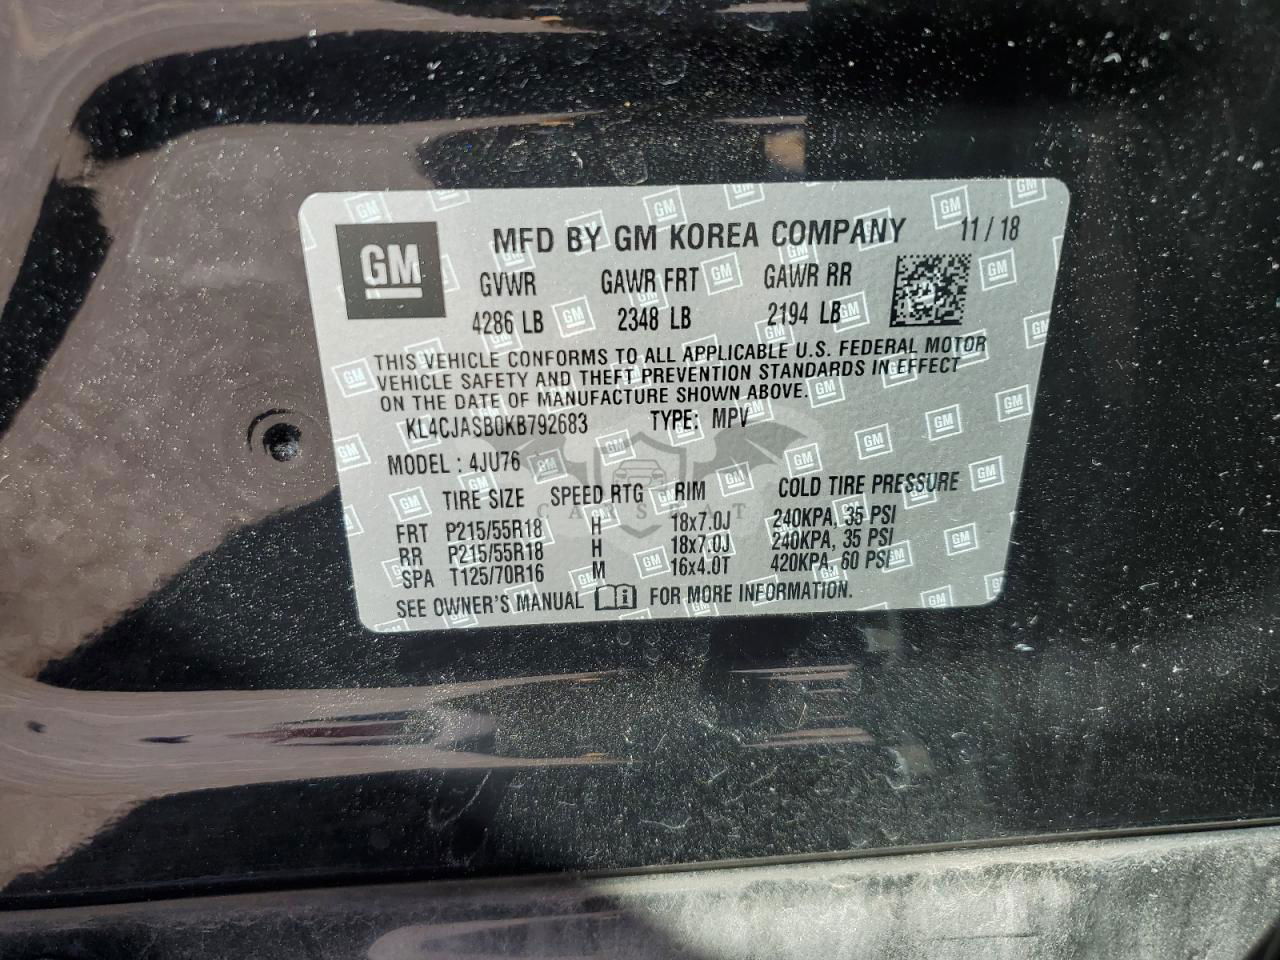 GM
MFD BY GM KOREA COMPANY 11 / 18
GVWR GAWR FRT GAWR RR
4286 LB 2348 LB 2194 LB
THIS VEHICLE CONFORMS TO ALL APPLICABLE U.S. FEDERAL MOTOR
VEHICLE SAFETY AND THEFT PREVENTION STANDARDS IN EFFECT
ON THE DATE OF MANUFACTURE SHOWN ABOVE.
KL4CJASB0KB792683 TYPE: MPV
MODEL : 4JU76
TIRE SIZE SPEED RTG RIM COLD TIRE PRESSURE
FRT P215/55R18 H 18x7.0J 240KPA, 35 PSI
RR P215/55R18 H 18x7.0J 240KPA, 35 PSI
SPA T125/70R16 M 16x4.0T 420KPA, 60 PSI
SEE OWNER'S MANUAL FOR MORE INFORMATION.